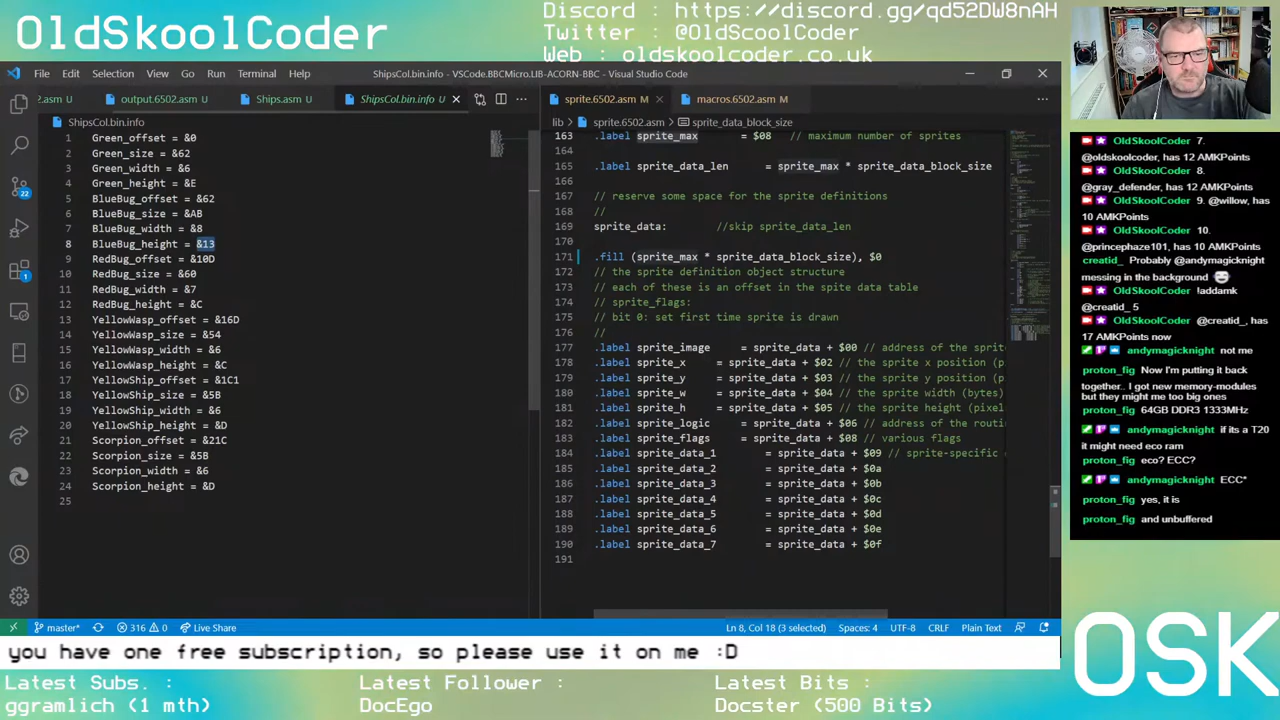 OldSkoolCoder
Discord : https://discord.gg/qd52DW8nAH
Twitter : @OldScoolCoder
Web : oldskoolcoder.co.uk
File Edit Selection View Go Run Terminal Help
ShipsCol.bin.info - VSCode.BBCMicro.LIB-ACORN-BBC - Visual Studio Code
2.asm U output.6502.asm U Ships.asm U ShipsCol.bin.info U
ShipsCol.bin.info
1 Green_offset = &0
2 Green_size = &62
3 Green_width = &6
4 Green_height = &E
5 BlueBug_offset = &62
6 BlueBug_size = &AB
7 BlueBug_width = &8
8 BlueBug_height = &13
9 RedBug_offset = &10D
10 RedBug_size = &60
11 RedBug_width = &7
12 RedBug_height = &C
13 YellowWasp_offset = &16D
14 YellowWasp_size = &54
15 YellowWasp_width = &6
16 YellowWasp_height = &C
17 YellowShip_offset = &1C1
18 YellowShip_size = &5B
19 YellowShip_width = &6
20 YellowShip_height = &D
21 Scorpion_offset = &21C
22 Scorpion_size = &5B
23 Scorpion_width = &6
24 Scorpion_height = &D
25
sprite.6502.asm M macros.6502.asm M
lib > sprite.6502.asm > sprite_data_block_size
163 .label sprite_max = $08 // maximum number of sprites
164
165 .label sprite_data_len = sprite_max * sprite_data_block_size
166
167 // reserve some space for the sprite definitions
168 //
169 sprite_data: //skip sprite_data_len
170
171 .fill (sprite_max * sprite_data_block_size), $0
172 // the sprite definition object structure
173 // each of these is an offset in the spite data table
174 // sprite_flags:
175 // bit 0: set first time sprite is drawn
176 //
177 .label sprite_image = sprite_data + $00 // address of the sprit
178 .label sprite_x = sprite_data + $02 // the sprite x position (p
179 .label sprite_y = sprite_data + $03 // the sprite y position (p
180 .label sprite_w = sprite_data + $04 // the sprite width (bytes)
181 .label sprite_h = sprite_data + $05 // the sprite height (pixel
182 .label sprite_logic = sprite_data + $06 // address of the routin
183 .label sprite_flags = sprite_data + $08 // various flags
184 .label sprite_data_1 = sprite_data + $09 // sprite-specific
185 .label sprite_data_2 = sprite_data + $0a
186 .label sprite_data_3 = sprite_data + $0b
187 .label sprite_data_4 = sprite_data + $0c
188 .label sprite_data_5 = sprite_data + $0d
189 .label sprite_data_6 = sprite_data + $0e
190 .label sprite_data_7 = sprite_data + $0f
191
22
1
master* 316 0 Live Share
Ln 8, Col 18 (3 selected) Spaces: 4 UTF-8 CRLF Plain Text
OldSkoolCoder 7.
@oldskoolcoder, has 12 AMKPoints
OldSkoolCoder 8.
@gray_defender, has 12 AMKPoints
OldSkoolCoder 9. @willow, has
10 AMKPoints
OldSkoolCoder 10.
@princephaze101, has 10 AMKPoints
creatid_ Probably @andymagicknight
messing in the background
OldSkoolCoder !addamk
@creatid_ 5
OldSkoolCoder @creatid_, has
17 AMKPoints now
andymagicknight not me
proton_fig Now I'm putting it back
together.. I got new memory-modules
but they might me too big ones
proton_fig 64GB DDR3 1333MHz
andymagicknight if its a T20
it might need eco ram
proton_fig eco? ECC?
andymagicknight ECC*
proton_fig yes, it is
proton_fig and unbuffered
you have one free subscription, so please use it on me :D
Latest Subs. :
ggramlich (1 mth)
Latest Follower :
DocEgo
Latest Bits :
Docster (500 Bits)
OSK